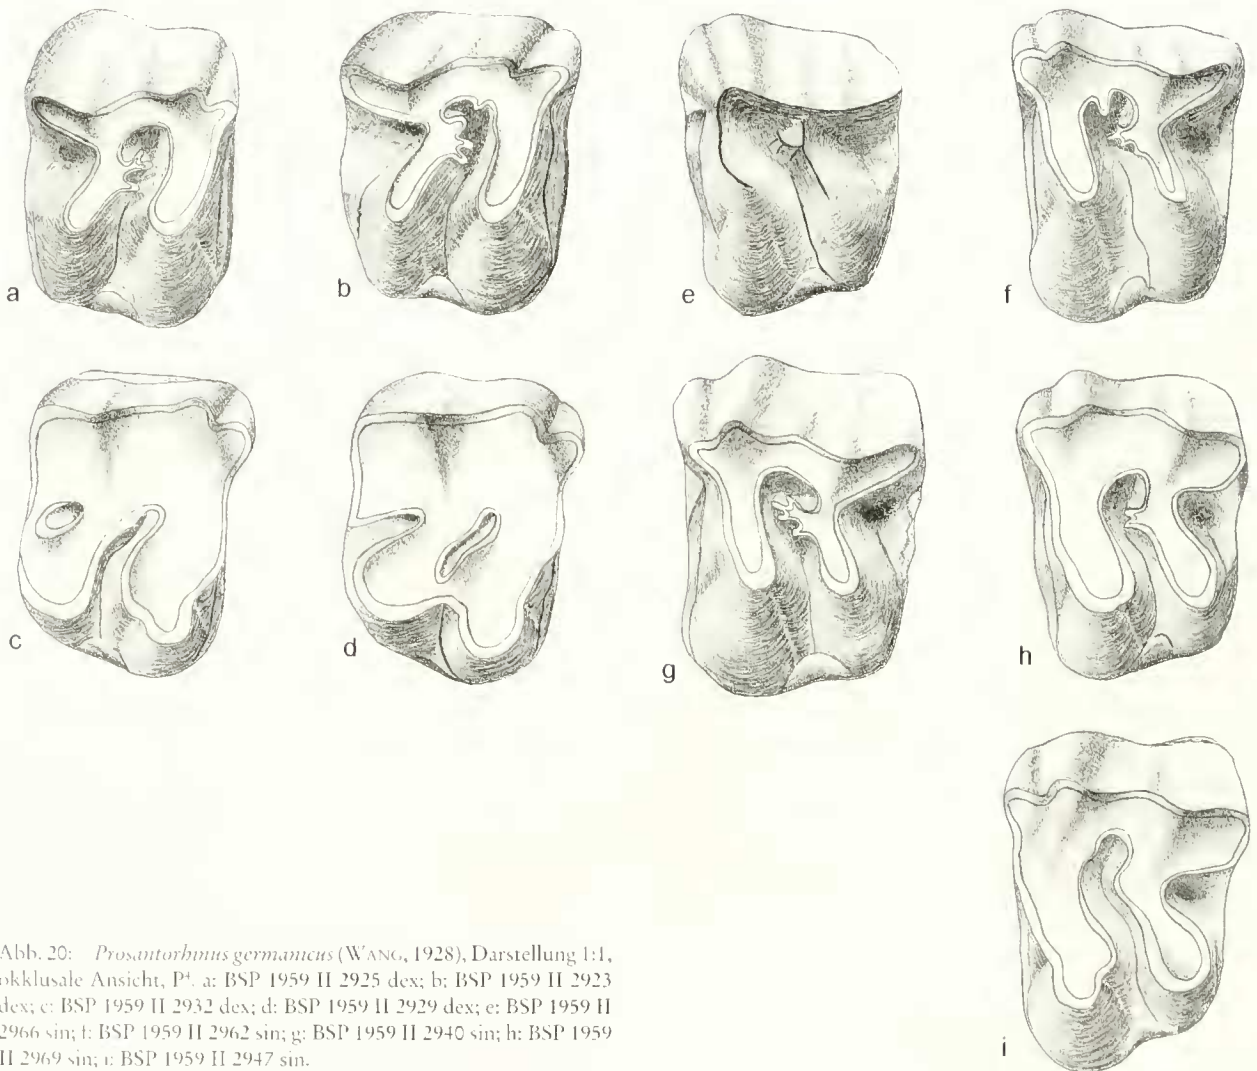 a
b
e
f
c
d
g
h
i
Abb. 20: Prosantorhinus germanicus (WANG, 1928), Darstellung 1:1,
okklusale Ansicht, P⁴. a: BSP 1959 II 2925 dex; b: BSP 1959 II 2923
dex; c: BSP 1959 II 2932 dex; d: BSP 1959 II 2929 dex; e: BSP 1959 II
2966 sin; f: BSP 1959 II 2962 sin; g: BSP 1959 II 2940 sin; h: BSP 1959
II 2969 sin; i: BSP 1959 II 2947 sin.